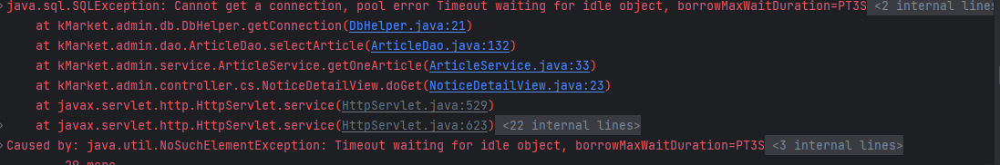 java.sql.SQLException: Cannot get a connection, pool error Timeout waiting for idle object, borrowMaxWaitDuration=PT3S <2 internal lines
at kMarket.admin.db.DbHelper.getConnection(DbHelper.java:21)
at kMarket.admin.dao.ArticleDao.selectArticle(ArticleDao.java:132)
at kMarket.admin.service.ArticleService.getOneArticle(ArticleService.java:33)
at kMarket.admin.controller.cs.NoticeDetailView.doGet(NoticeDetailView.java:23)
at javax.servlet.http.HttpServlet.service(HttpServlet.java:529)
at javax.servlet.http.HttpServlet.service(HttpServlet.java:623) <22 internal lines>
Caused by: java.util.NoSuchElementException: Timeout waiting for idle object, borrowMaxWaitDuration=PT3S <3 internal lines>